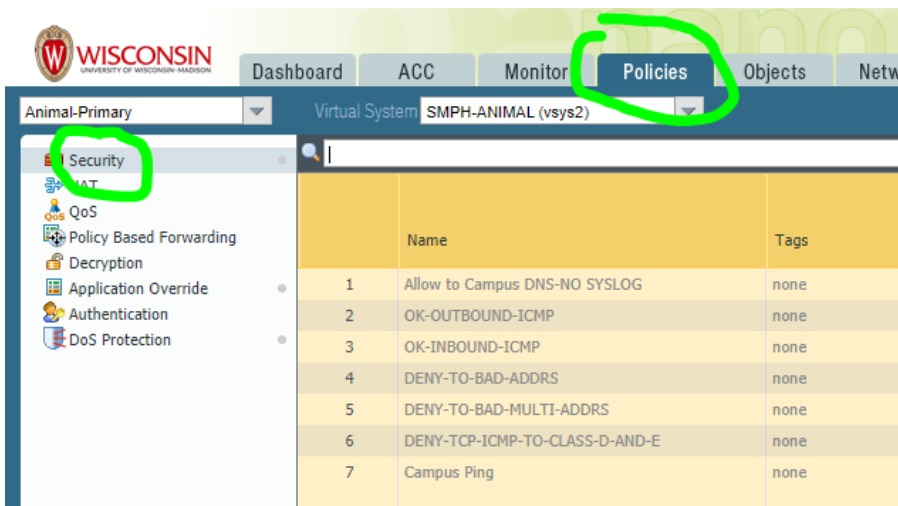 WISCONSIN
UNIVERSITY OF WISCONSIN-MADISON
Dashboard ACC Monitor Policies Objects Netw
Animal-Primary Virtual System SMPH-ANIMAL (vsys2)
Security
NAT
QoS
Policy Based Forwarding
Decryption
Application Override
Authentication
DoS Protection
Name Tags
1 Allow to Campus DNS-NO SYSLOG none
2 OK-OUTBOUND-ICMP none
3 OK-INBOUND-ICMP none
4 DENY-TO-BAD-ADDRS none
5 DENY-TO-BAD-MULTI-ADDRS none
6 DENY-TCP-ICMP-TO-CLASS-D-AND-E none
7 Campus Ping none